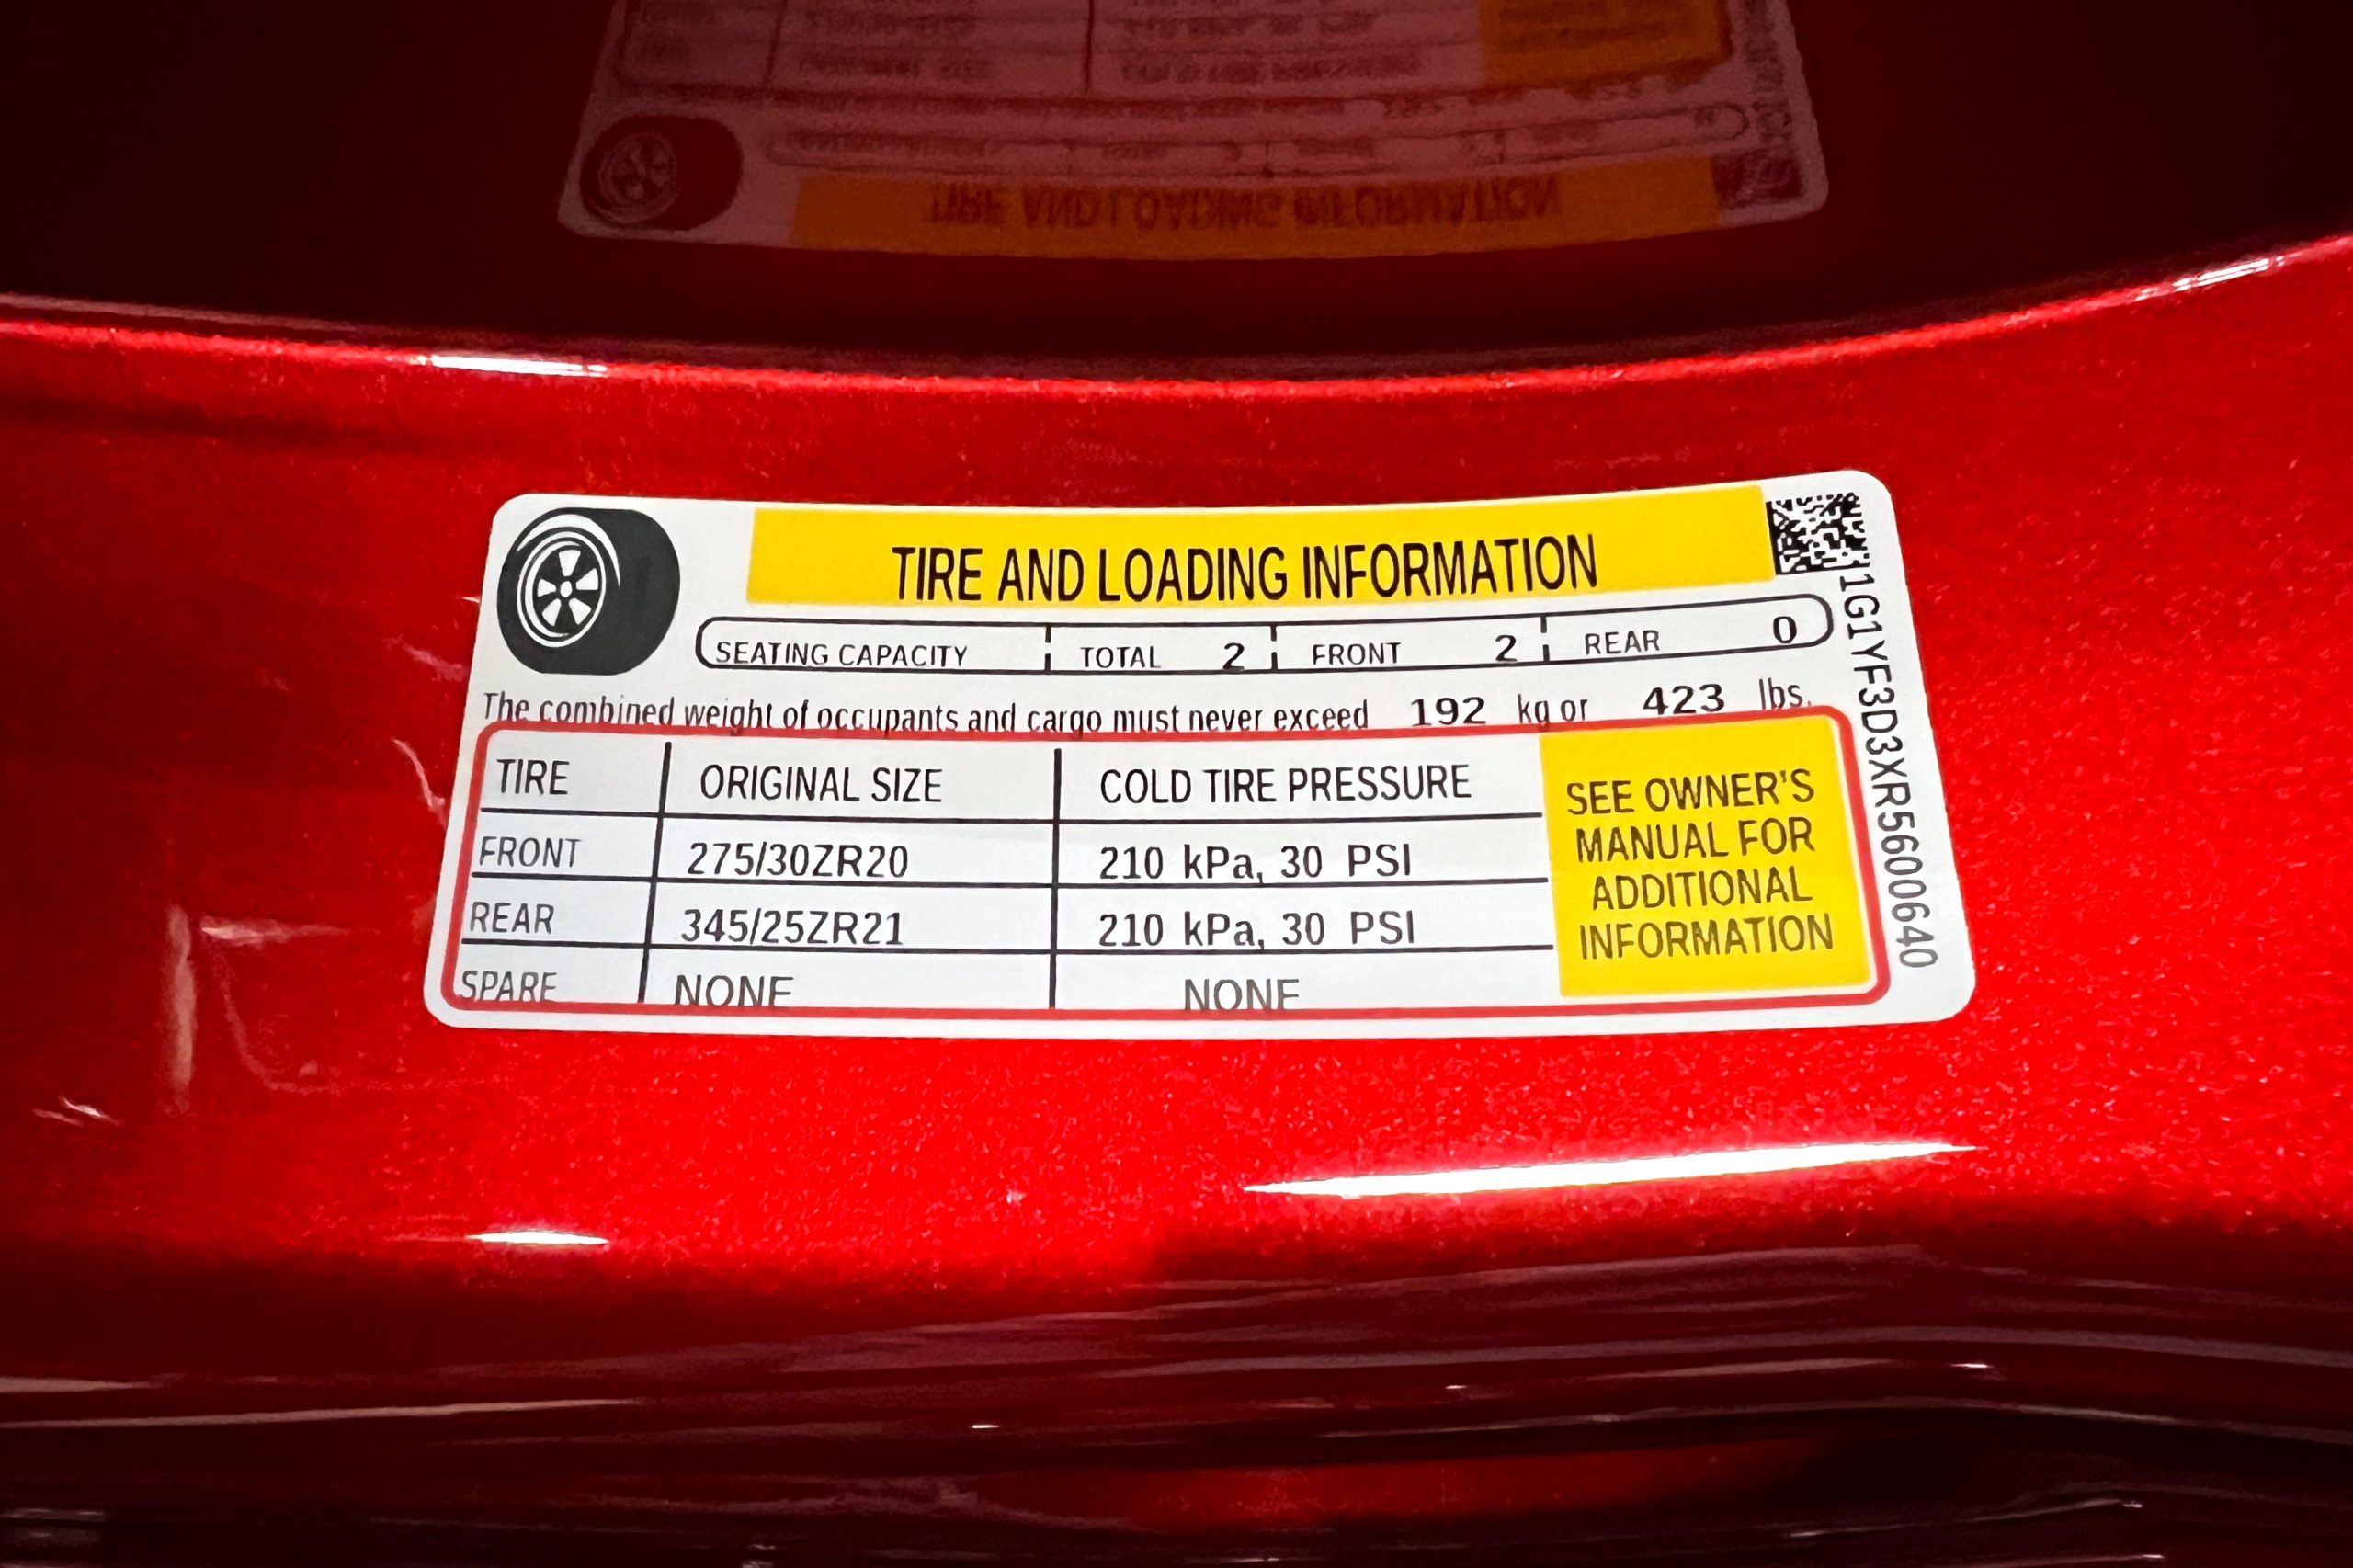 TIRE AND LOADING INFORMATION
SEATING CAPACITY TOTAL 2 FRONT 2 REAR 0
The combined weight of occupants and cargo must never exceed 192 kg or 423 lbs.
TIRE ORIGINAL SIZE COLD TIRE PRESSURE
FRONT 275/30ZR20 210 kPa, 30 PSI
REAR 345/25ZR21 210 kPa, 30 PSI
SPARE NONE NONE
SEE OWNER'S
MANUAL FOR
ADDITIONAL
INFORMATION
1G1YF3D3XR5600640